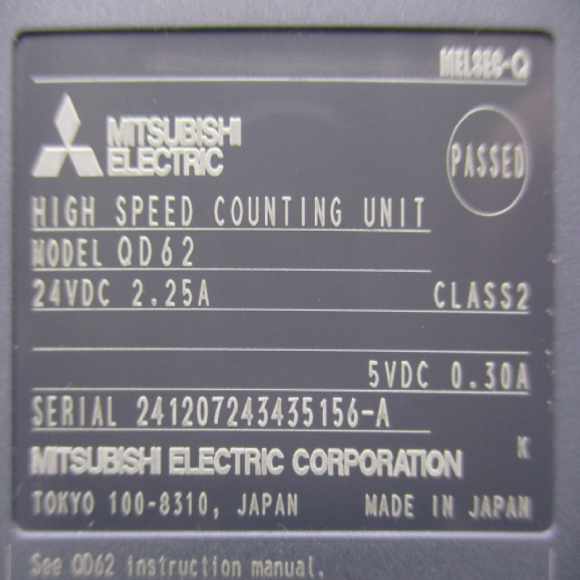 MELSEC-Q
MITSUBISHI
ELECTRIC
PASSED
HIGH SPEED COUNTING UNIT
MODEL QD62
24VDC 2.25A CLASS2
5VDC 0.30A
SERIAL 241207243435156-A
K
MITSUBISHI ELECTRIC CORPORATION
TOKYO 100-8310, JAPAN MADE IN JAPAN
See QD62 instruction manual.